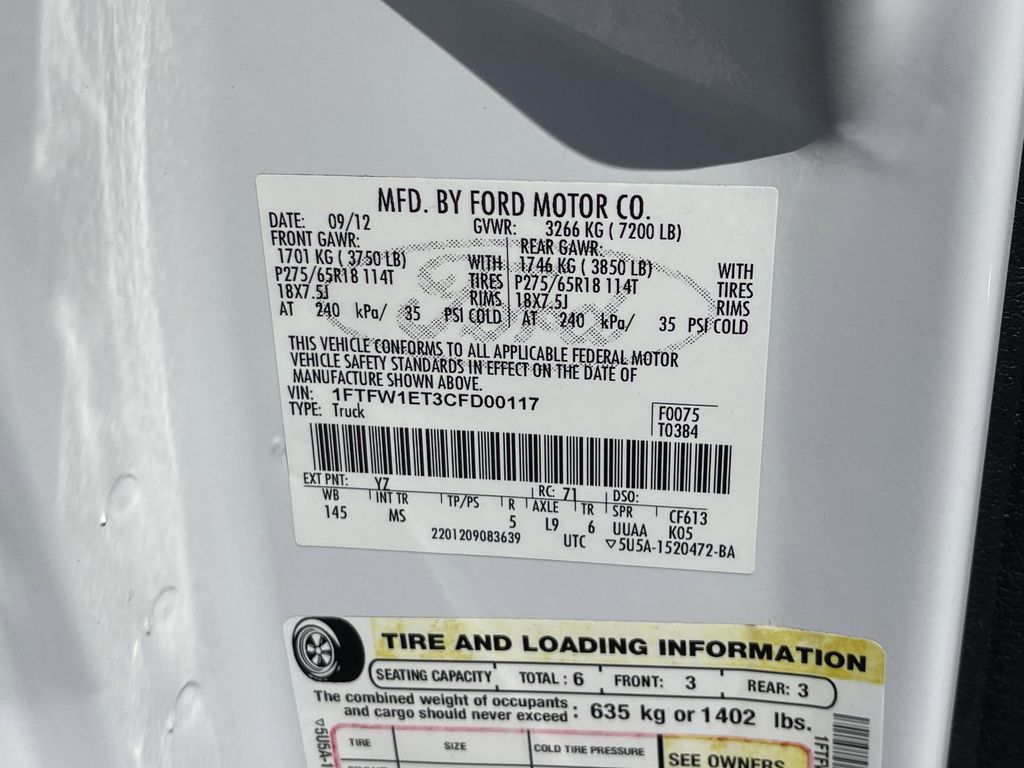 MFD. BY FORD MOTOR CO.
DATE: 09/12 GVWR: 3266 KG ( 7200 LB)
FRONT GAWR: REAR GAWR:
1701 KG ( 3750 LB) WITH 1746 KG ( 3850 LB) WITH
P275/65R18 114T TIRES P275/65R18 114T TIRES
18X7.5J RIMS 18X7.5J RIMS
AT 240 kPa/ 35 PSI COLD AT 240 kPa/ 35 PSI COLD
Ford
THIS VEHICLE CONFORMS TO ALL APPLICABLE FEDERAL MOTOR
VEHICLE SAFETY STANDARDS IN EFFECT ON THE DATE OF
MANUFACTURE SHOWN ABOVE.
VIN: 1FTFW1ET3CFD00117
TYPE: Truck F0075
T0384
EXT PNT: YZ RC: 71 DSO:
WB INT TR TP/PS R AXLE TR SPR CF613
145 MS 5 L9 6 UUAA K05
2201209083639 UTC ▽5U5A-1520472-BA
TIRE AND LOADING INFORMATION
SEATING CAPACITY TOTAL : 6 FRONT: 3 REAR: 3
The combined weight of occupants
and cargo should never exceed : 635 kg or 1402 lbs.
TIRE SIZE COLD TIRE PRESSURE SEE OWNERS
▽5U5A-1
1FTF